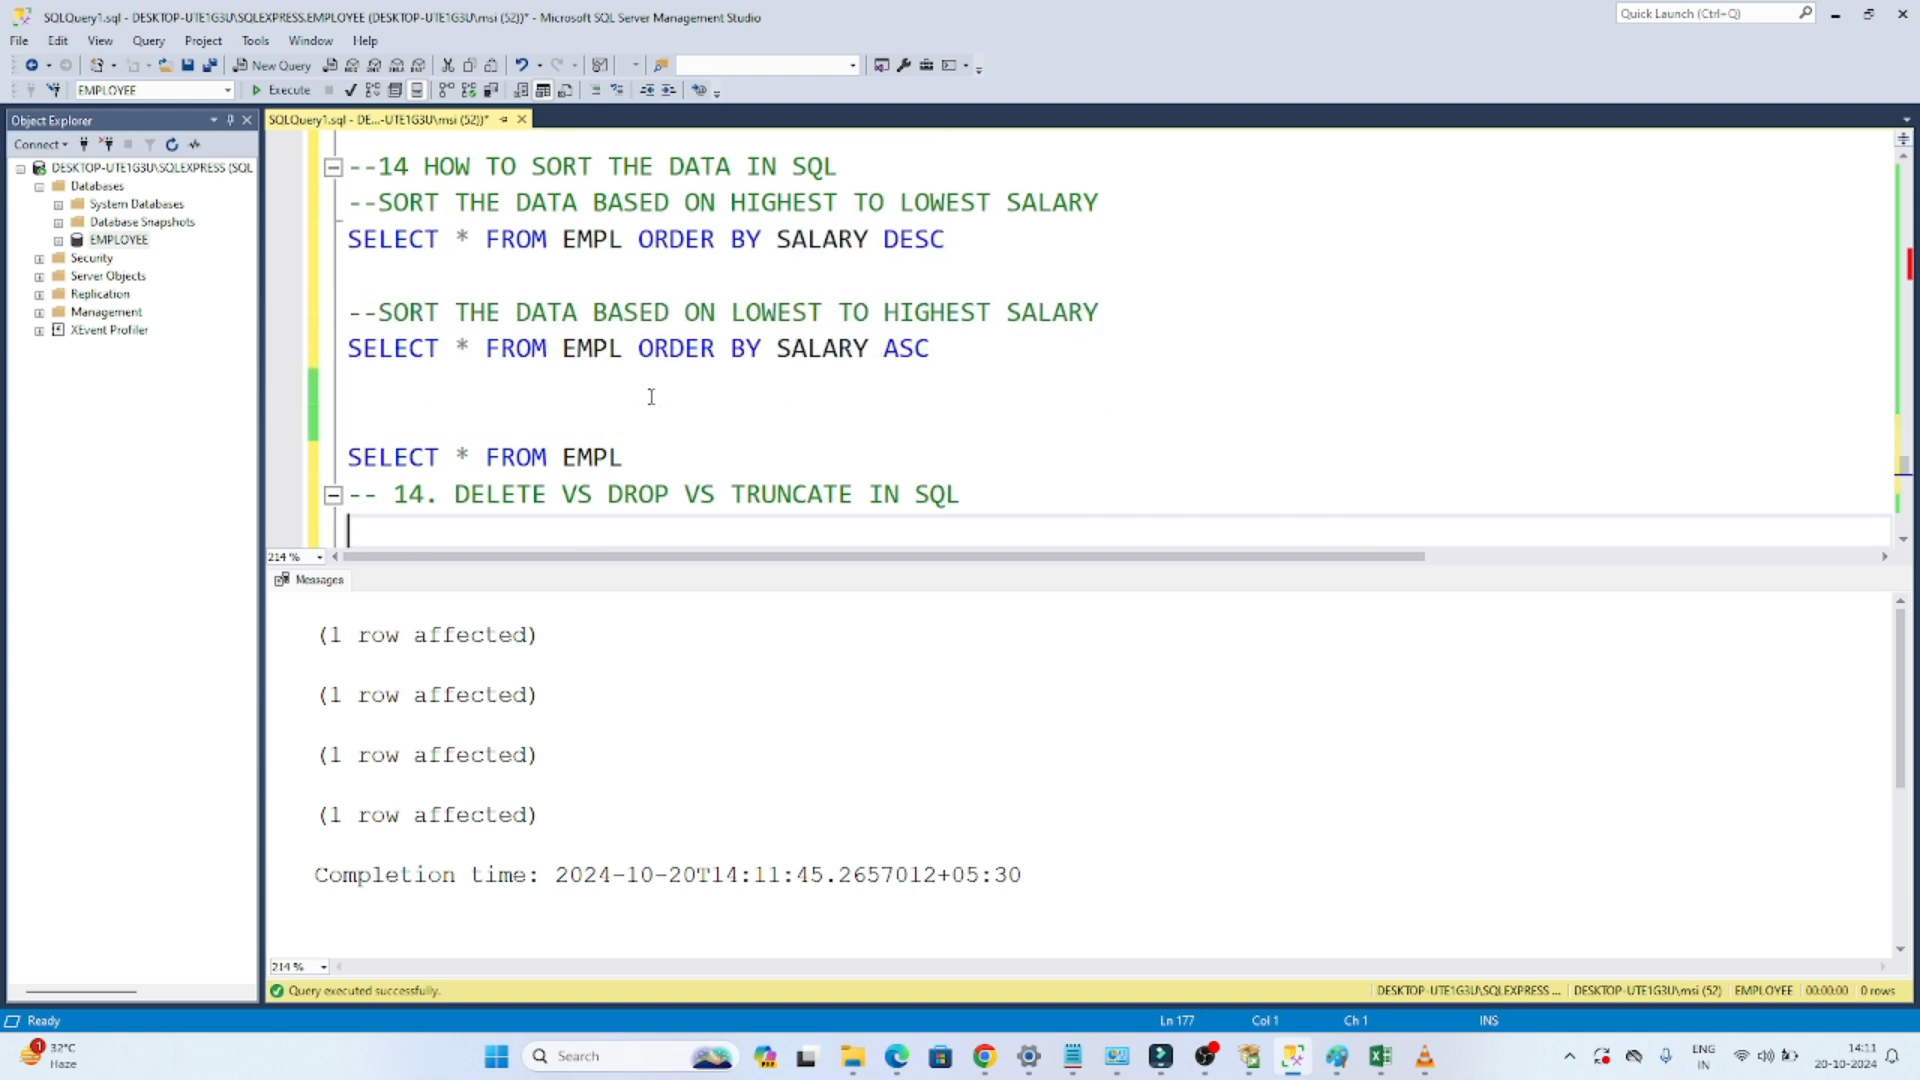 SQLQuery1.sql - DESKTOP-UTE1G3U\SQLEXPRESS.EMPLOYEE (DESKTOP-UTE1G3U\msi (52))* - Microsoft SQL Server Management Studio
Quick Launch (Ctrl+Q)
File Edit View Query Project Tools Window Help
New Query
EMPLOYEE
Execute
Object Explorer
SQLQuery1.sql - DE...-UTE1G3U\msi (52))*
Connect
DESKTOP-UTE1G3U\SQLEXPRESS (SQL
Databases
System Databases
Database Snapshots
EMPLOYEE
Security
Server Objects
Replication
Management
XEvent Profiler
--14 HOW TO SORT THE DATA IN SQL
--SORT THE DATA BASED ON HIGHEST TO LOWEST SALARY
SELECT * FROM EMPL ORDER BY SALARY DESC
--SORT THE DATA BASED ON LOWEST TO HIGHEST SALARY
SELECT * FROM EMPL ORDER BY SALARY ASC
SELECT * FROM EMPL
-- 14. DELETE VS DROP VS TRUNCATE IN SQL
214 %
Messages
(1 row affected)
(1 row affected)
(1 row affected)
(1 row affected)
Completion time: 2024-10-20T14:11:45.2657012+05:30
214 %
Query executed successfully.
DESKTOP-UTE1G3U\SQLEXPRESS ... DESKTOP-UTE1G3U\msi (52) EMPLOYEE 00:00:00 0 rows
Ready
Ln 177 Col 1 Ch 1 INS
1
32°C
Haze
Search
ENG
IN
14:11
20-10-2024